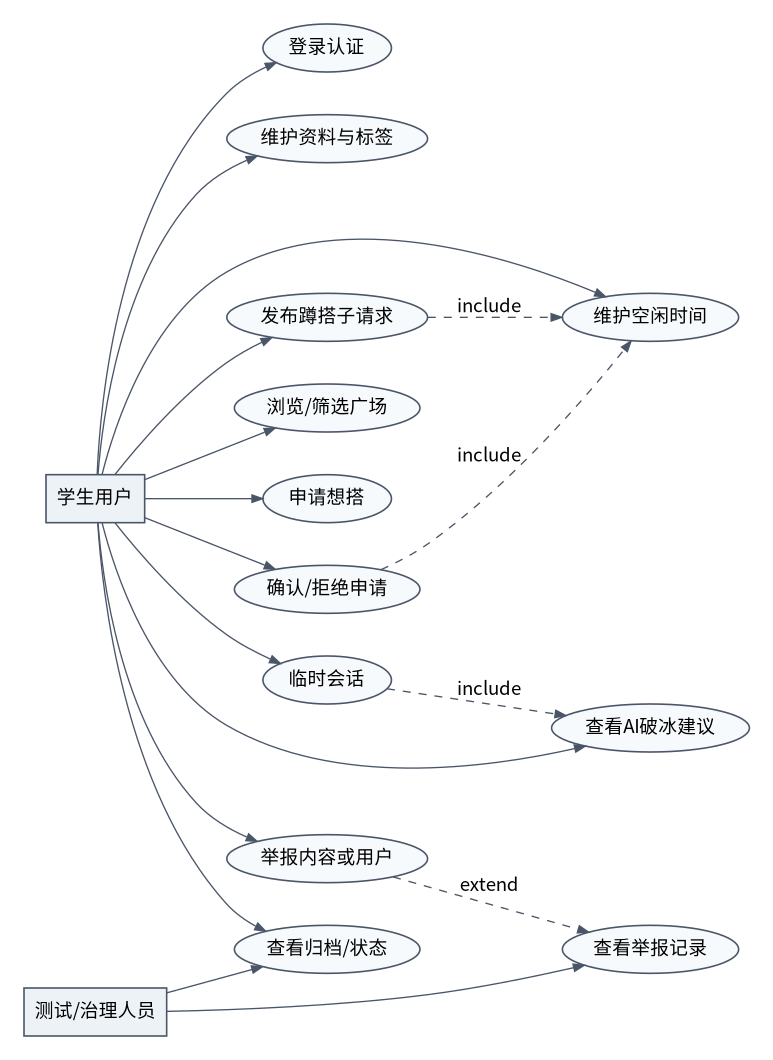 登录认证
维护资料与标签
发布蹲搭子请求
include
维护空闲时间
浏览/筛选广场
include
学生用户
申请想搭
确认/拒绝申请
临时会话
include
查看AI破冰建议
举报内容或用户
extend
查看归档/状态
查看举报记录
测试/治理人员